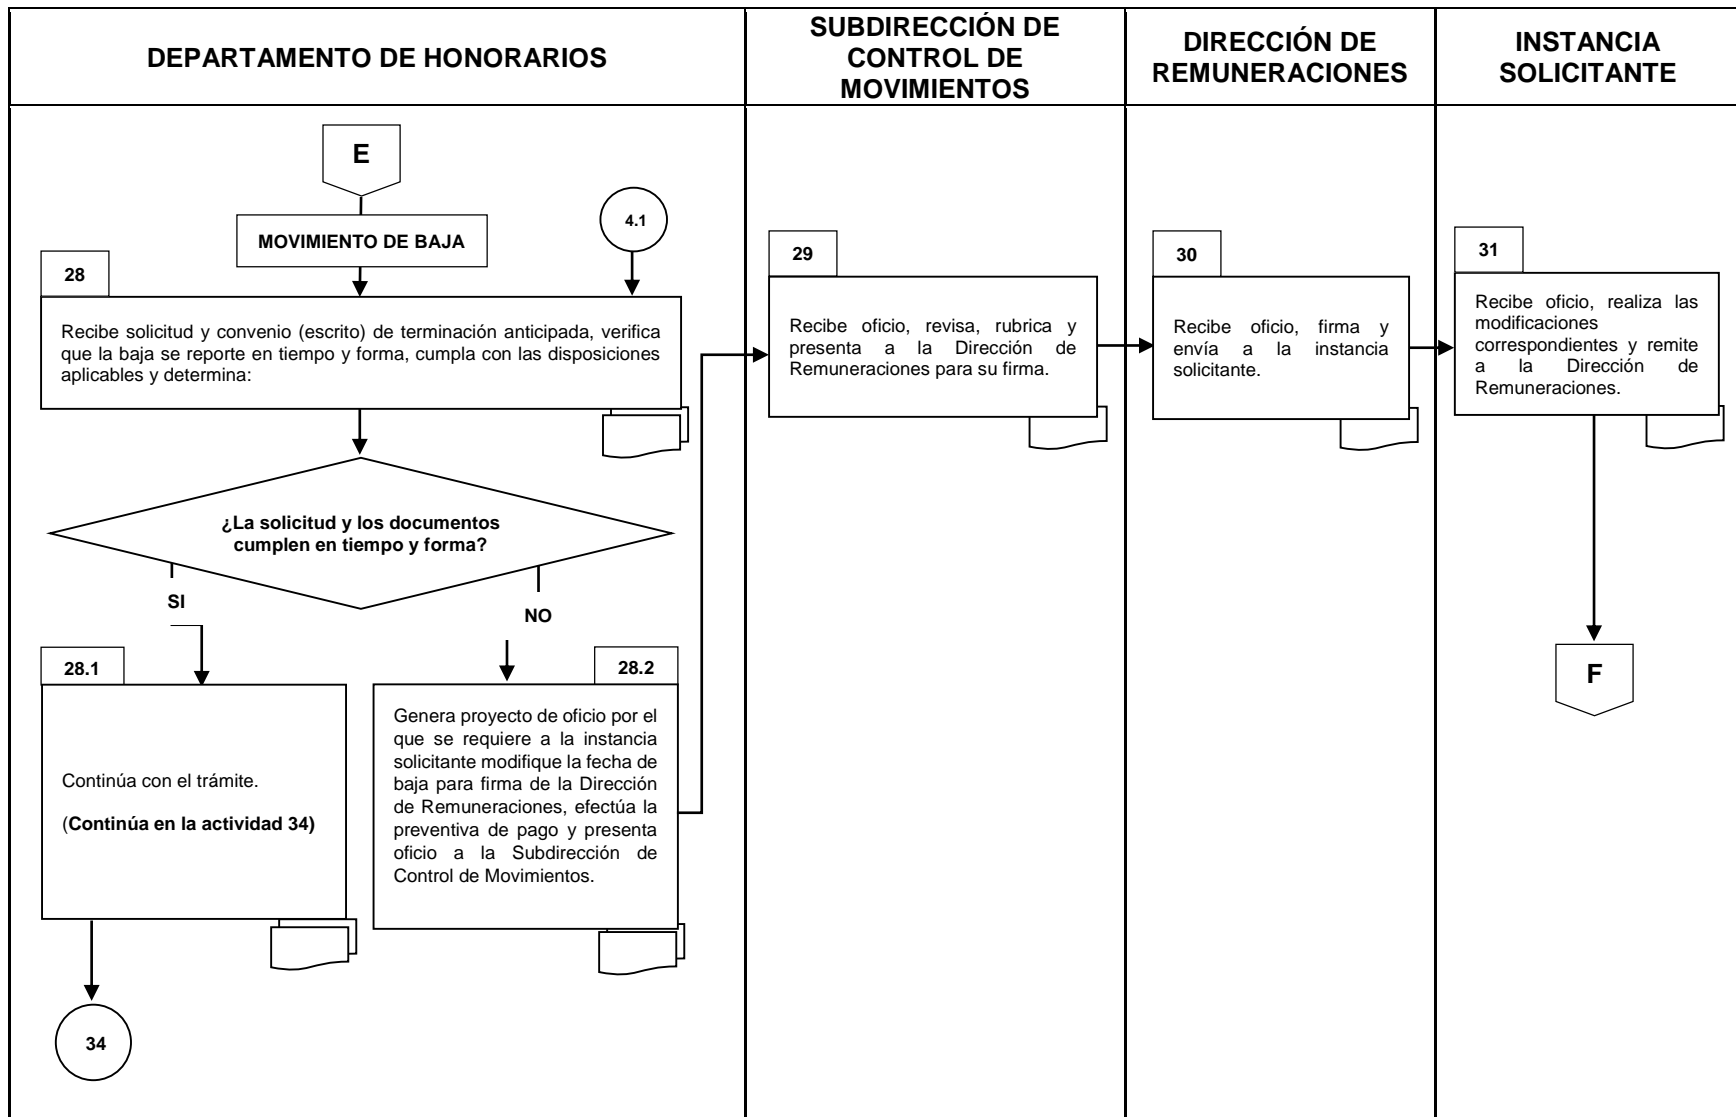 DEPARTAMENTO DE HONORARIOS
SUBDIRECCIÓN DE
CONTROL DE
MOVIMIENTOS
DIRECCIÓN DE
REMUNERACIONES
INSTANCIA
SOLICITANTE
E
MOVIMIENTO DE BAJA
4.1
28
Recibe solicitud y convenio (escrito) de terminación anticipada, verifica
que la baja se reporte en tiempo y forma, cumpla con las disposiciones
aplicables y determina:
¿La solicitud y los documentos
cumplen en tiempo y forma?
SI
NO
28.1
Continúa con el trámite.
(Continúa en la actividad 34)
34
28.2
Genera proyecto de oficio por el
que se requiere a la instancia
solicitante modifique la fecha de
baja para firma de la Dirección
de Remuneraciones, efectúa la
preventiva de pago y presenta
oficio a la Subdirección de
Control de Movimientos.
29
Recibe oficio, revisa, rubrica y
presenta a la Dirección de
Remuneraciones para su firma.
30
Recibe oficio, firma y
envía a la instancia
solicitante.
31
Recibe oficio, realiza las
modificaciones
correspondientes y remite
a la Dirección de
Remuneraciones.
F